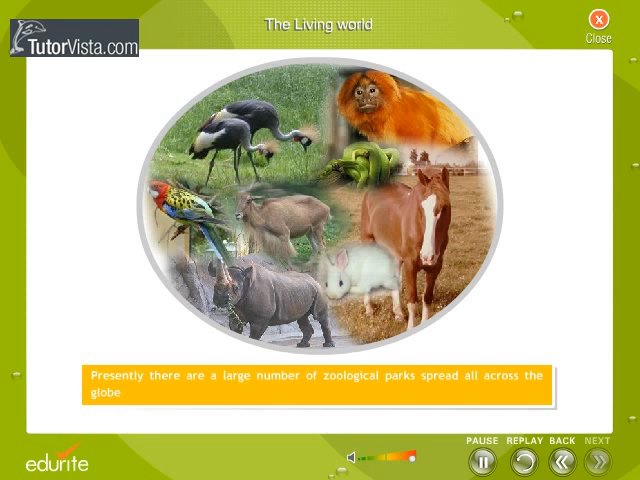 The Living world
TutorVista.com
Close
Presently there are a large number of zoological parks spread all across the
globe
PAUSE REPLAY BACK NEXT
edurite